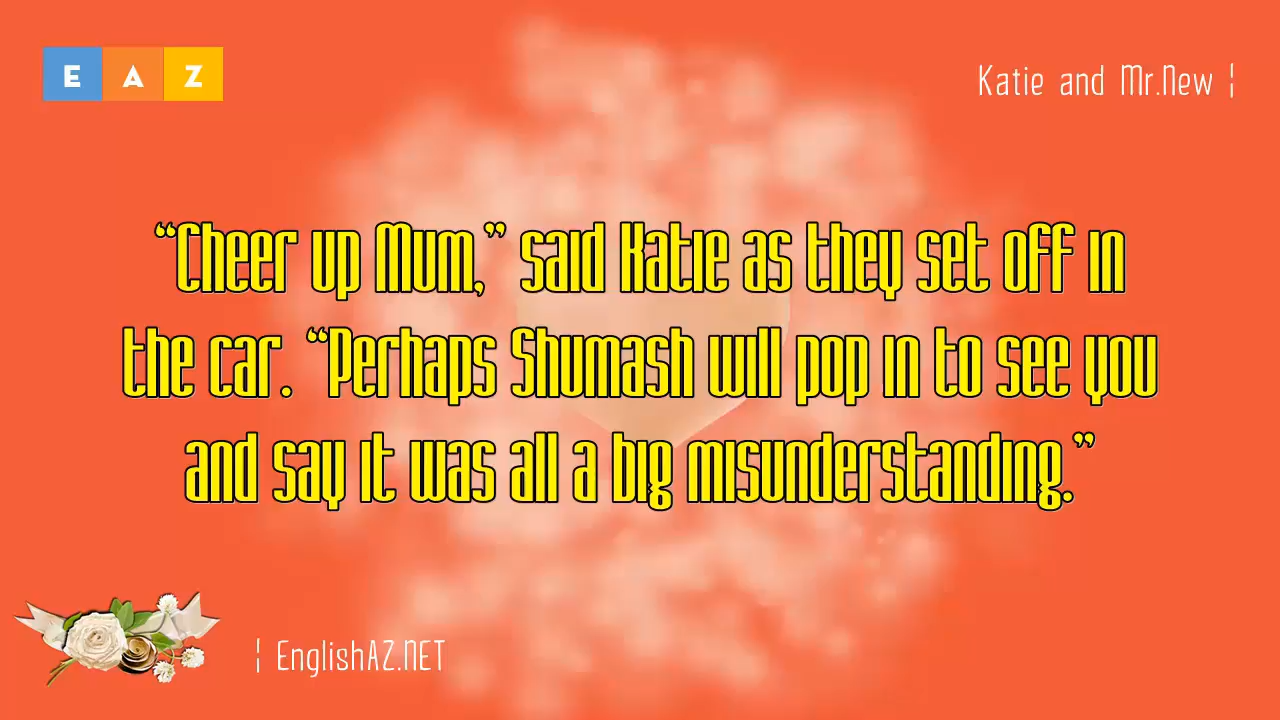 E A Z
Katie and Mr.New ¦
“Cheer up Mum,” said Katie as they set off in
the car. “Perhaps Shumash will pop in to see you
and say it was all a big misunderstanding.”
¦ EnglishAZ.NET